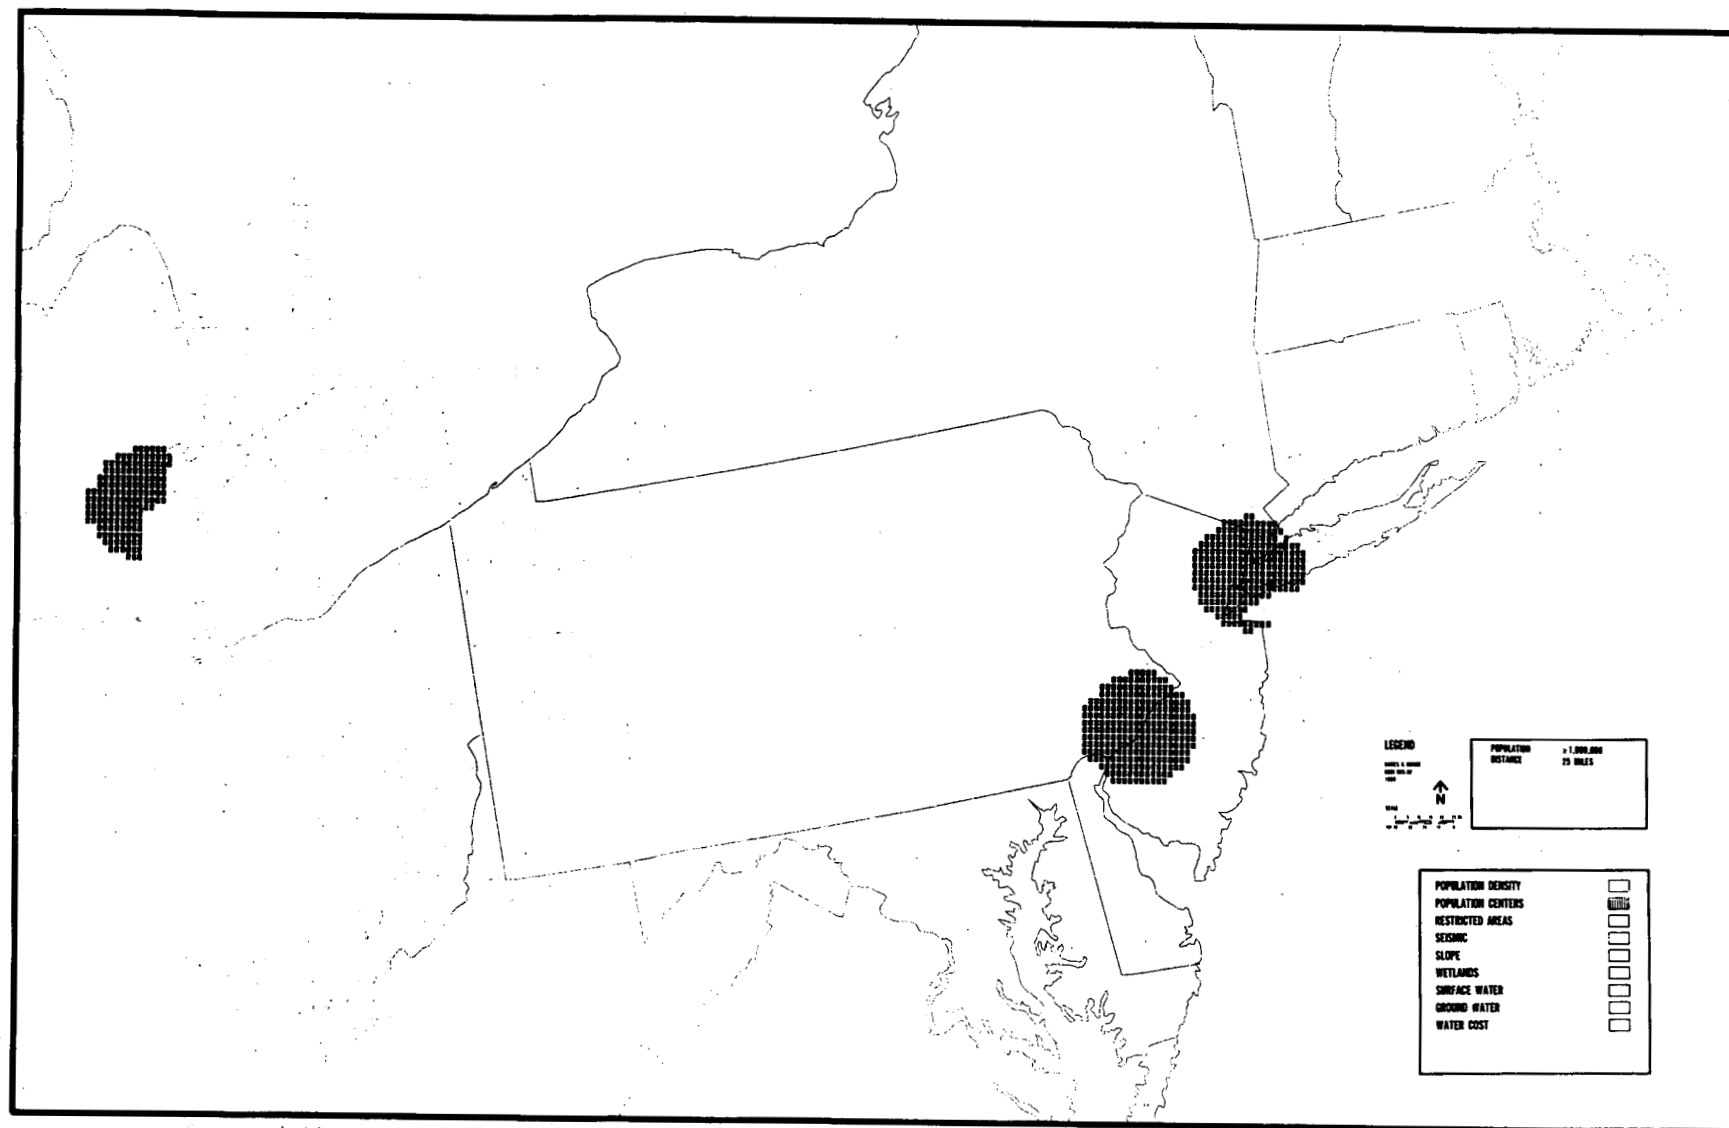 LEGEND
POPULATION ≥ 1,000,000
DISTANCE 25 MILES
N
SCALE
POPULATION DENSITY
POPULATION CENTERS
RESTRICTED AREAS
SEISMIC
SLOPE
WETLANDS
SURFACE WATER
GROUND WATER
WATER COST